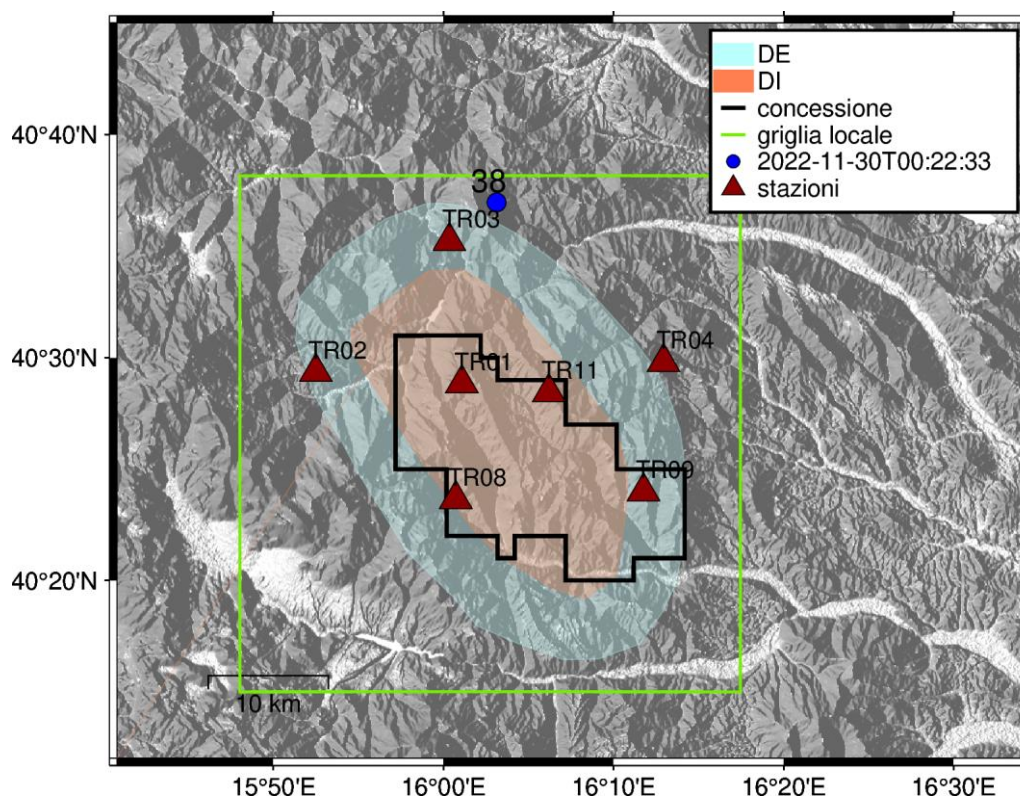 DE
DI
concessione
griglia locale
2022-11-30T00:22:33
stazioni
40°40'N
38
TR03
40°30'N
TR02
TR04
TR01
TR11
TR08
TR09
40°20'N
10 km
15°50'E
16°00'E
16°10'E
16°20'E
16°30'E